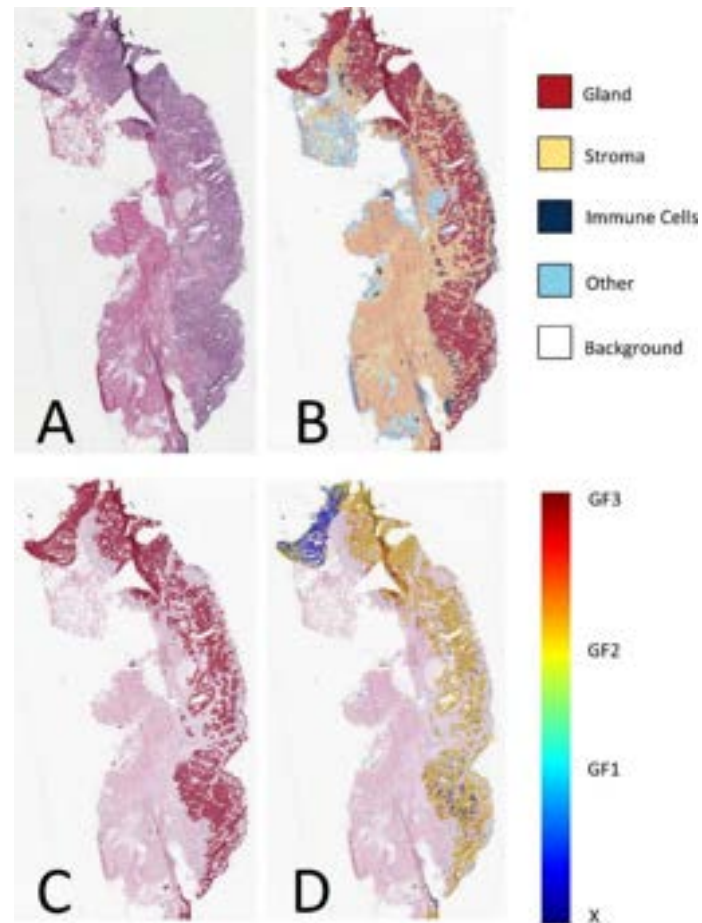 A
B
Gland
Stroma
Immune Cells
Other
Background
C
D
GF3
GF2
GF1
X